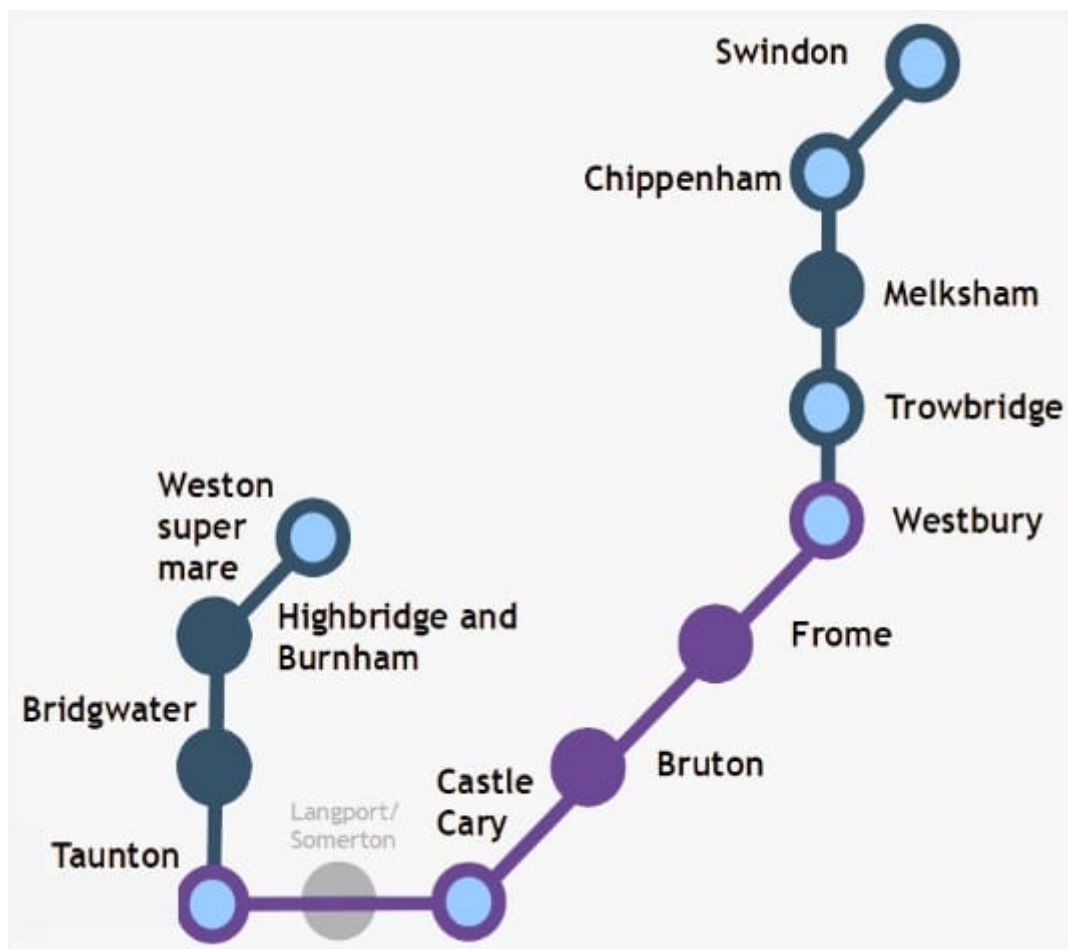 Swindon
Chippenham
Melksham
Trowbridge
Weston
super
mare
Westbury
Highbridge and
Burnham
Frome
Bridgwater
Castle
Cary
Bruton
Langport/
Somerton
Taunton